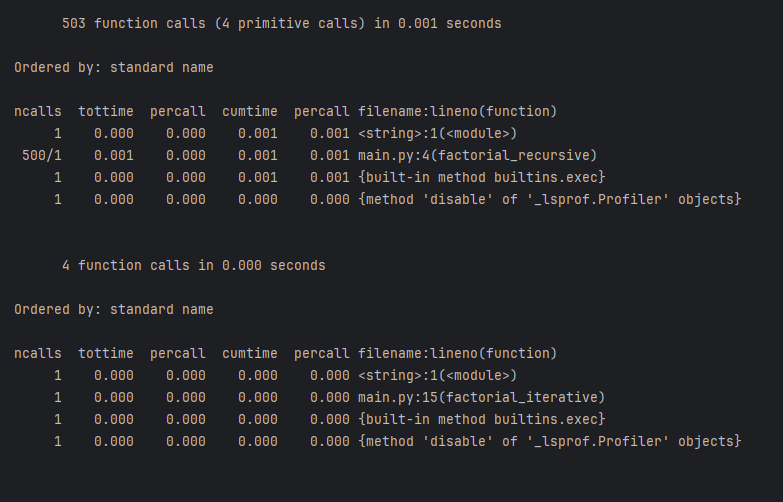 503 function calls (4 primitive calls) in 0.001 seconds
Ordered by: standard name
ncalls  tottime  percall  cumtime  percall filename:lineno(function)
1    0.000    0.000    0.001    0.001 <string>:1(<module>)
500/1    0.001    0.000    0.001    0.001 main.py:4(factorial_recursive)
1    0.000    0.000    0.001    0.001 {built-in method builtins.exec}
1    0.000    0.000    0.000    0.000 {method 'disable' of '_lsprof.Profiler' objects}
4 function calls in 0.000 seconds
Ordered by: standard name
ncalls  tottime  percall  cumtime  percall filename:lineno(function)
1    0.000    0.000    0.000    0.000 <string>:1(<module>)
1    0.000    0.000    0.000    0.000 main.py:15(factorial_iterative)
1    0.000    0.000    0.000    0.000 {built-in method builtins.exec}
1    0.000    0.000    0.000    0.000 {method 'disable' of '_lsprof.Profiler' objects}